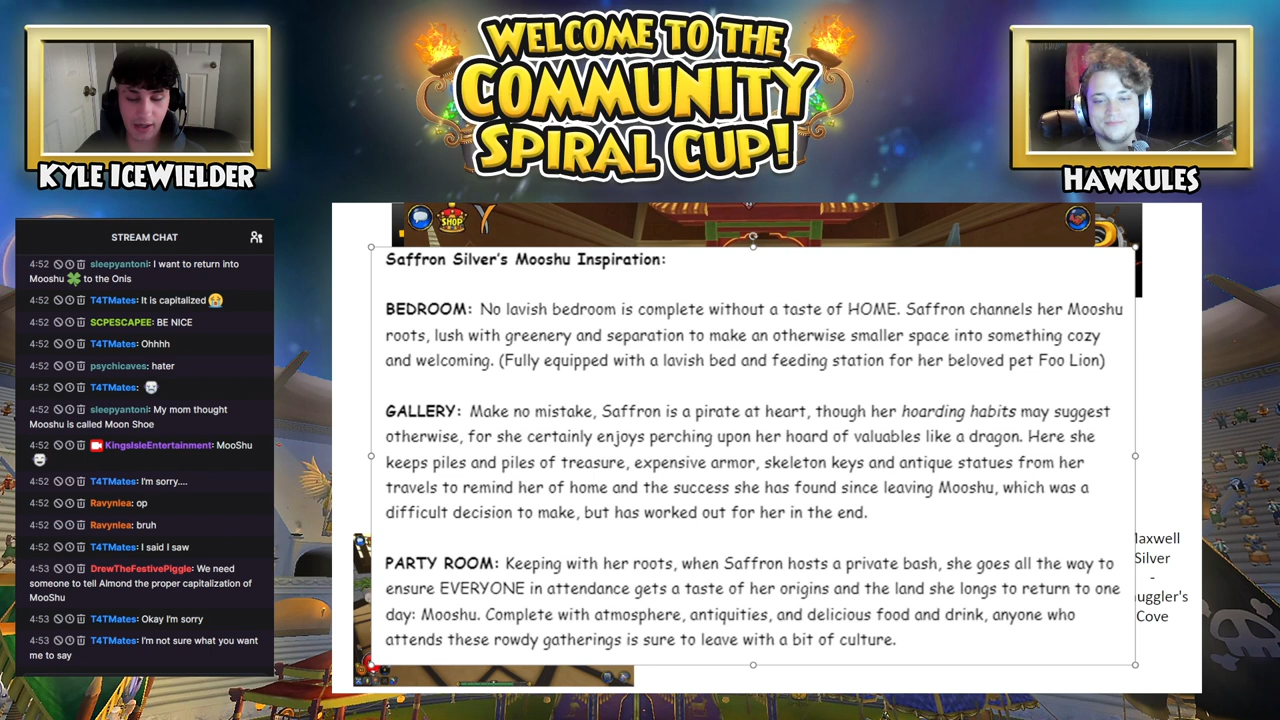 WELCOME TO THE
COMMUNITY
SPIRAL CUP!
KYLE ICEWIELDER
HAWKULES
STREAM CHAT
4:52 sleepyantoni: I want to return into
Mooshu to the Onis
4:52 T4TMates: It is capitalized
4:52 SCPESCAPEE: BE NICE
4:52 T4TMates: Ohhhh
4:52 psychicaves: hater
4:52 T4TMates:
4:52 sleepyantoni: My mom thought
Mooshu is called Moon Shoe
4:52 KingsIsleEntertainment: MooShu
4:52 T4TMates: I'm sorry....
4:52 Ravynlea: op
4:52 Ravynlea: bruh
4:52 T4TMates: I said I saw
4:53 DrewTheFestivePiggle: We need
someone to tell Almond the proper capitalization of
MooShu
4:53 T4TMates: Okay I'm sorry
4:53 T4TMates: I'm not sure what you want
me to say
SHOP
Saffron Silver's Mooshu Inspiration:
BEDROOM: No lavish bedroom is complete without a taste of HOME. Saffron channels her Mooshu
roots, lush with greenery and separation to make an otherwise smaller space into something cozy
and welcoming. (Fully equipped with a lavish bed and feeding station for her beloved pet Foo Lion)
GALLERY: Make no mistake, Saffron is a pirate at heart, though her hoarding habits may suggest
otherwise, for she certainly enjoys perching upon her hoard of valuables like a dragon. Here she
keeps piles and piles of treasure, expensive armor, skeleton keys and antique statues from her
travels to remind her of home and the success she has found since leaving Mooshu, which was a
difficult decision to make, but has worked out for her in the end.
PARTY ROOM: Keeping with her roots, when Saffron hosts a private bash, she goes all the way to
ensure EVERYONE in attendance gets a taste of her origins and the land she longs to return to one
day: Mooshu. Complete with atmosphere, antiquities, and delicious food and drink, anyone who
attends these rowdy gatherings is sure to leave with a bit of culture.
laxwell
Silver
-
uggler's
Cove